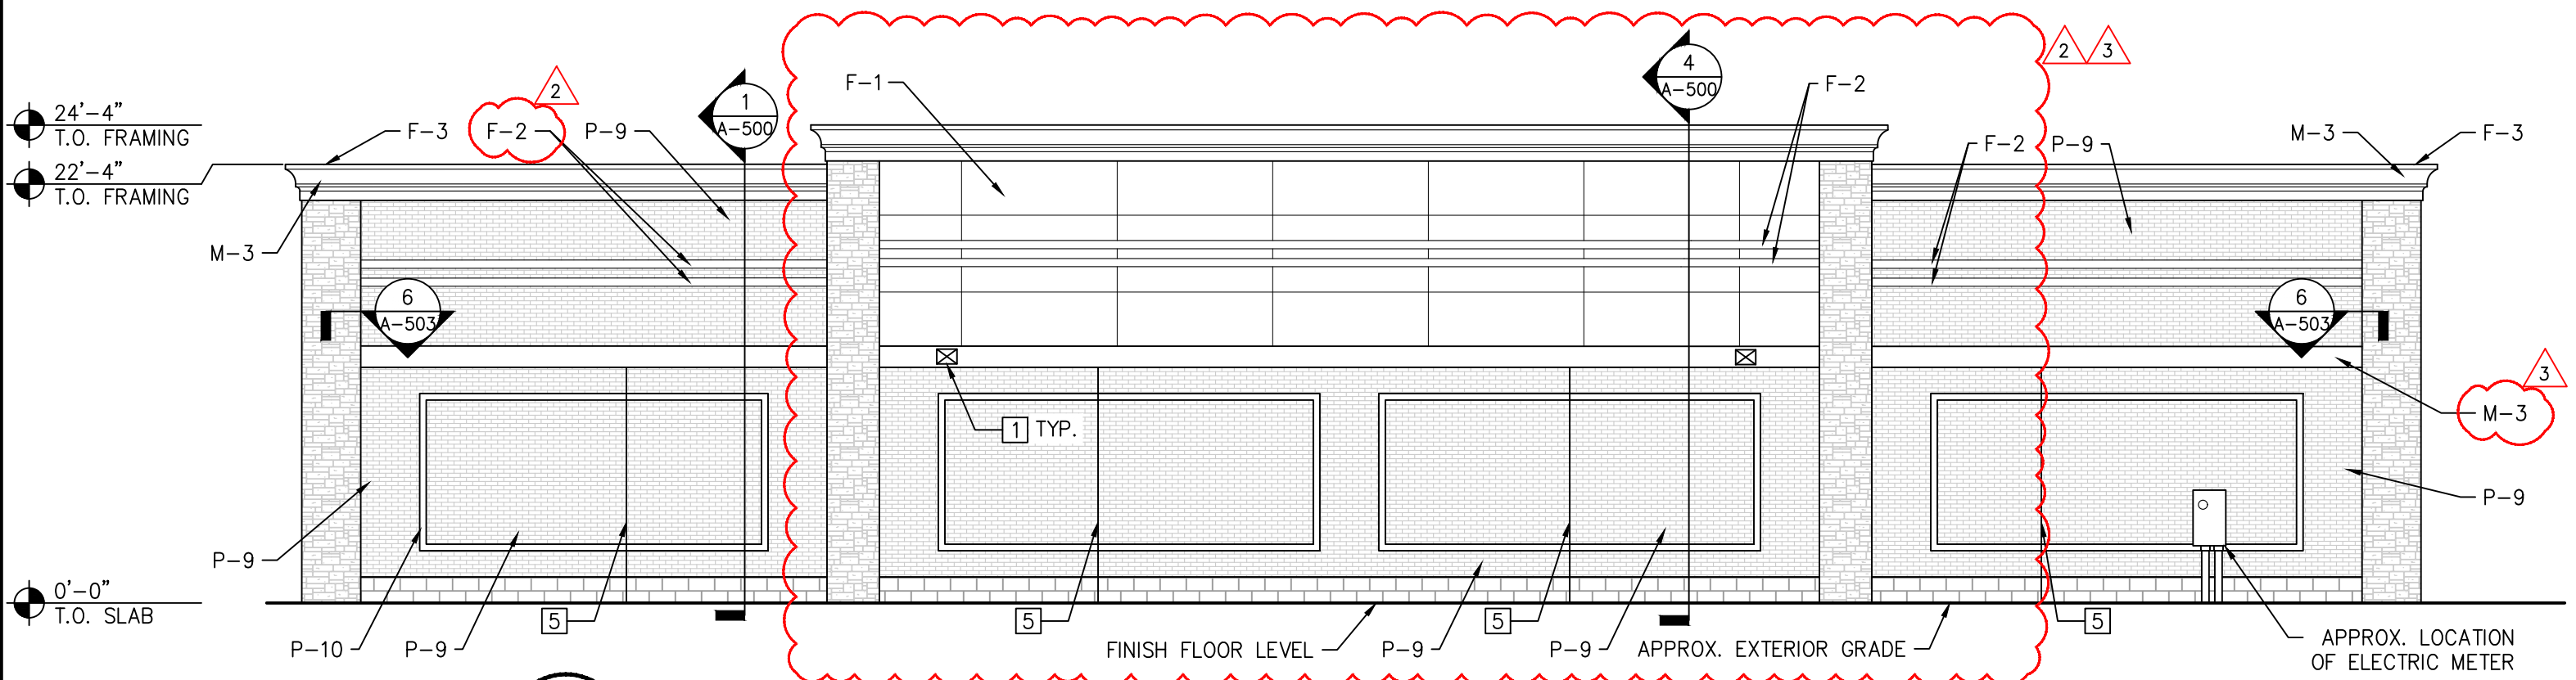 2 3
4
A-500
2
F-1
F-2
1
A-500
24'-4"
T.O. FRAMING
F-3 F-2 P-9
M-3 F-3
F-2 P-9
22'-4"
T.O. FRAMING
M-3
6
A-503
6
A-503
3
M-3
1 TYP.
P-9
P-9
0'-0"
T.O. SLAB
5 5 5 5
P-10 P-9 FINISH FLOOR LEVEL P-9 P-9 APPROX. EXTERIOR GRADE
APPROX. LOCATION
OF ELECTRIC METER